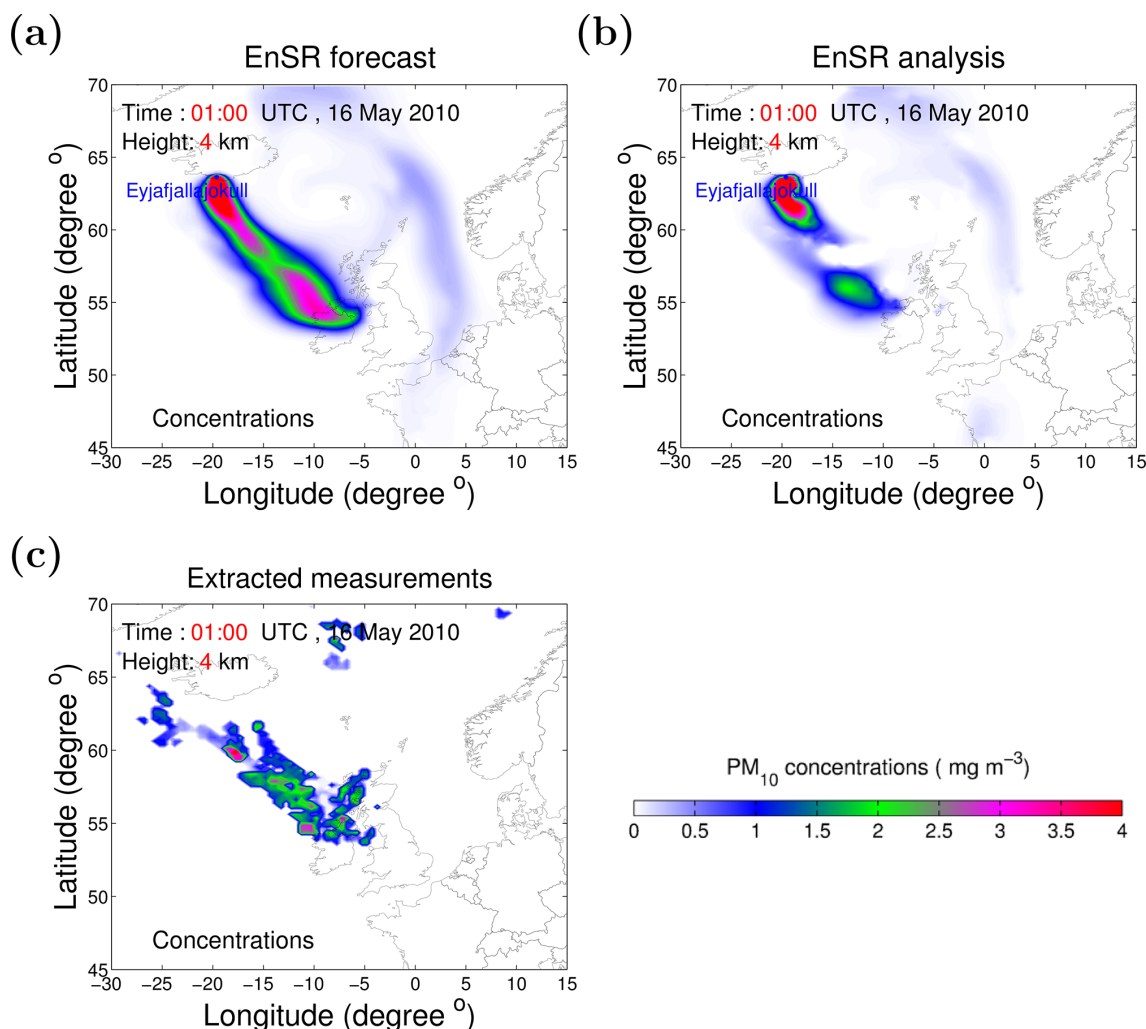 (a)
EnSR forecast
Time : 01:00 UTC , 16 May 2010
Height: 4 km
Eyjafjallajokull
Concentrations
Latitude (degree °)
70
65
60
55
50
45
−30 −25 −20 −15 −10 −5 0 5 10 15
Longitude (degree °)
(b)
EnSR analysis
Time : 01:00 UTC , 16 May 2010
Height: 4 km
Eyjafjallajokull
Concentrations
Latitude (degree °)
70
65
60
55
50
45
−30 −25 −20 −15 −10 −5 0 5 10 15
Longitude (degree °)
(c)
Extracted measurements
Time : 01:00 UTC , 16 May 2010
Height: 4 km
Concentrations
Latitude (degree °)
70
65
60
55
50
45
−30 −25 −20 −15 −10 −5 0 5 10 15
Longitude (degree °)
PM10 concentrations ( mg m−3)
0 0.5 1 1.5 2 2.5 3 3.5 4